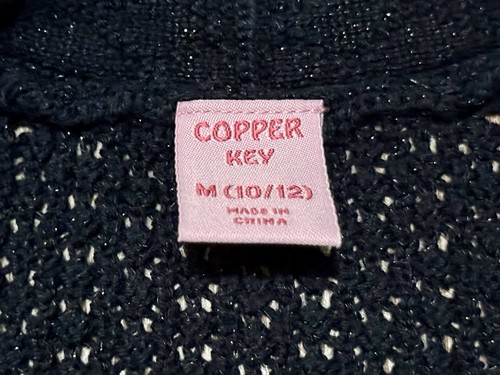 COPPER
KEY
M (10/12)
MADE IN
CHINA